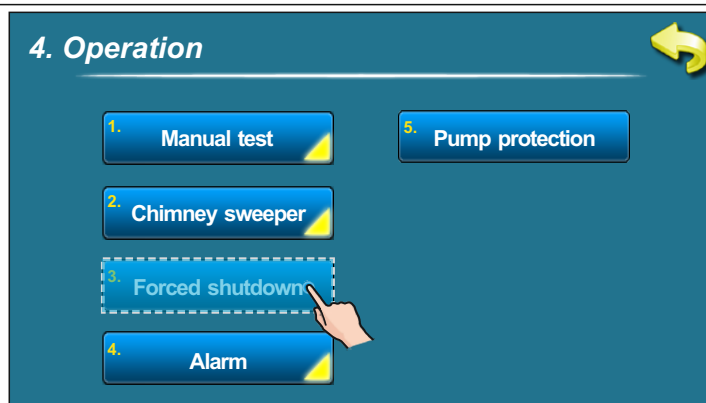 4. Operation
1. Manual test
5. Pump protection
2. Chimney sweeper
3. Forced shutdown
4. Alarm